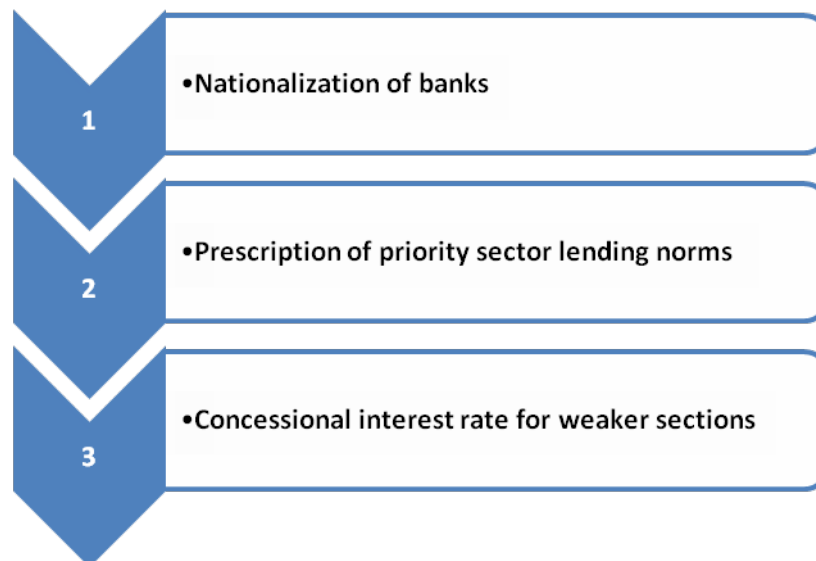 1
•Nationalization of banks
2
•Prescription of priority sector lending norms
3
•Concessional interest rate for weaker sections